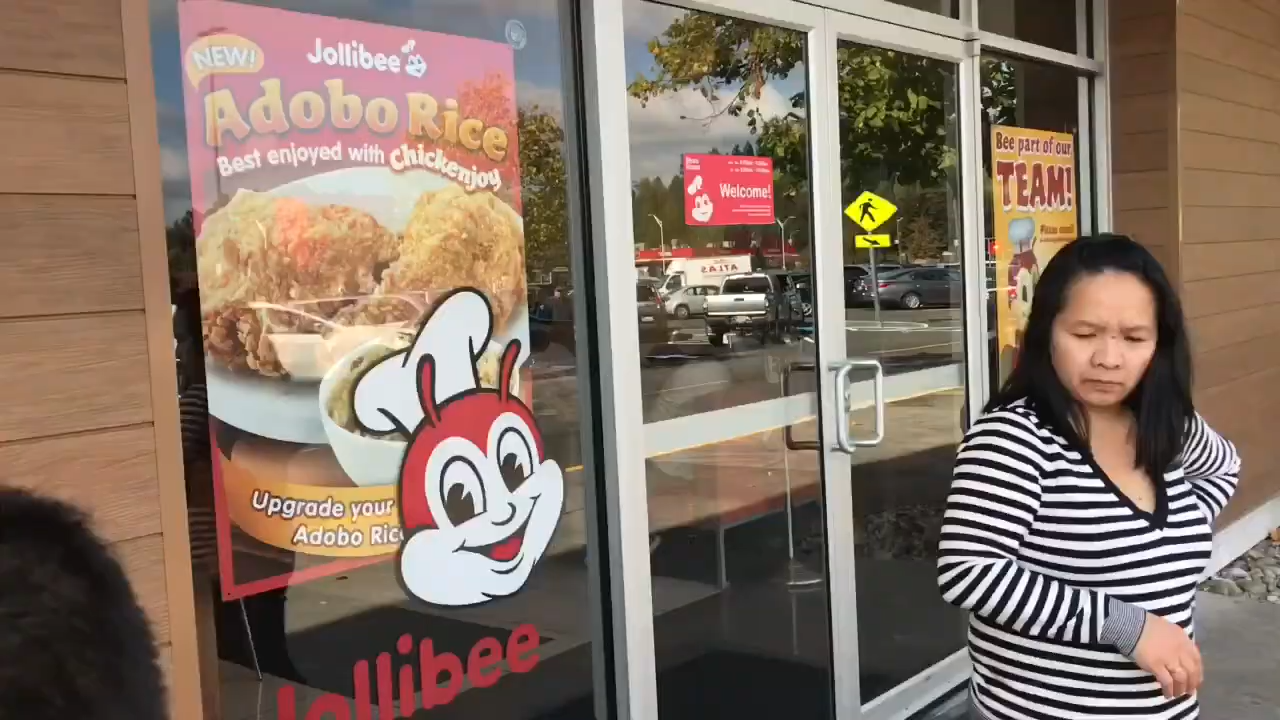 NEW!
Jollibee
Adobo Rice
Best enjoyed with Chickenjoy
Upgrade your
Adobo Rice
Jollibee
Welcome!
ATLAS
Bee part of our
TEAM!